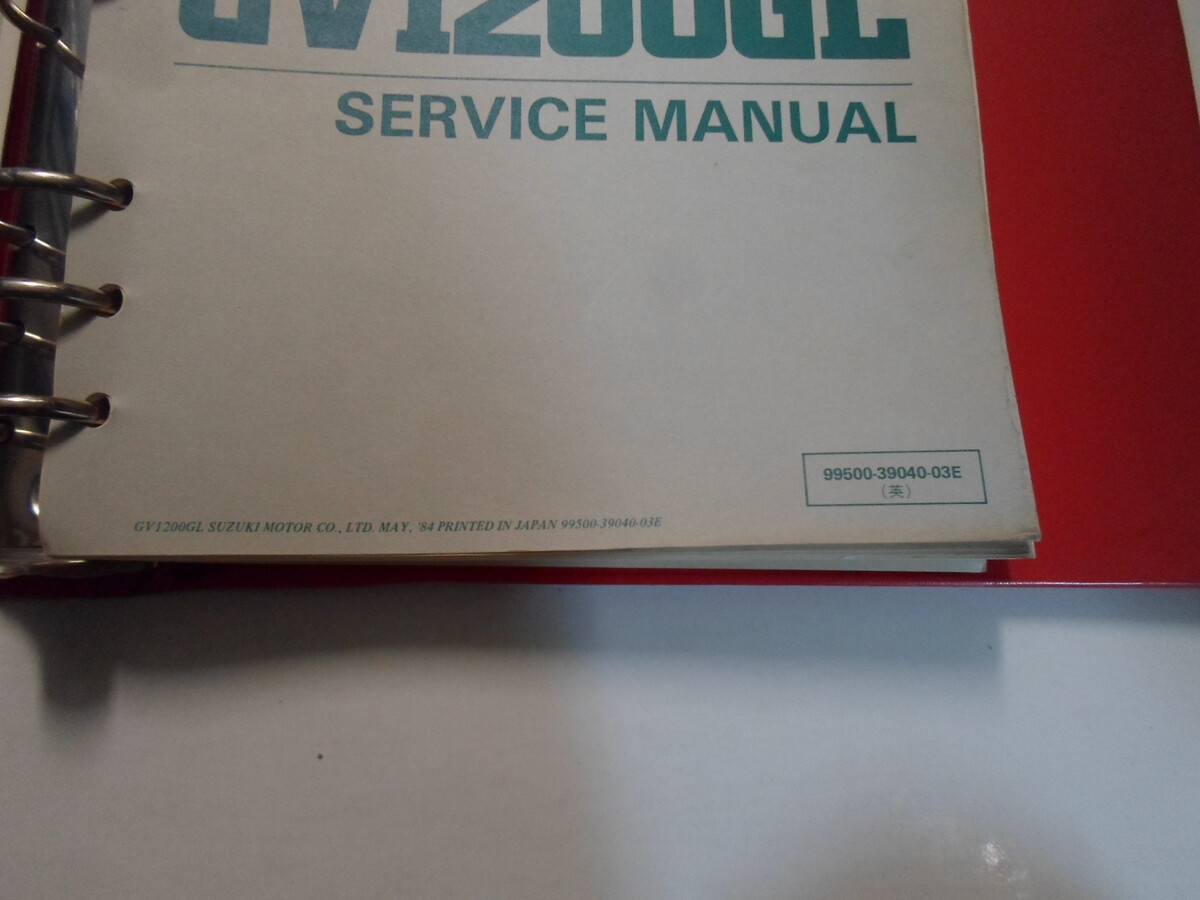 GV1200GL
SERVICE MANUAL
99500-39040-03E
(英)
GV1200GL SUZUKI MOTOR CO., LTD. MAY, '84 PRINTED IN JAPAN 99500-39040-03E